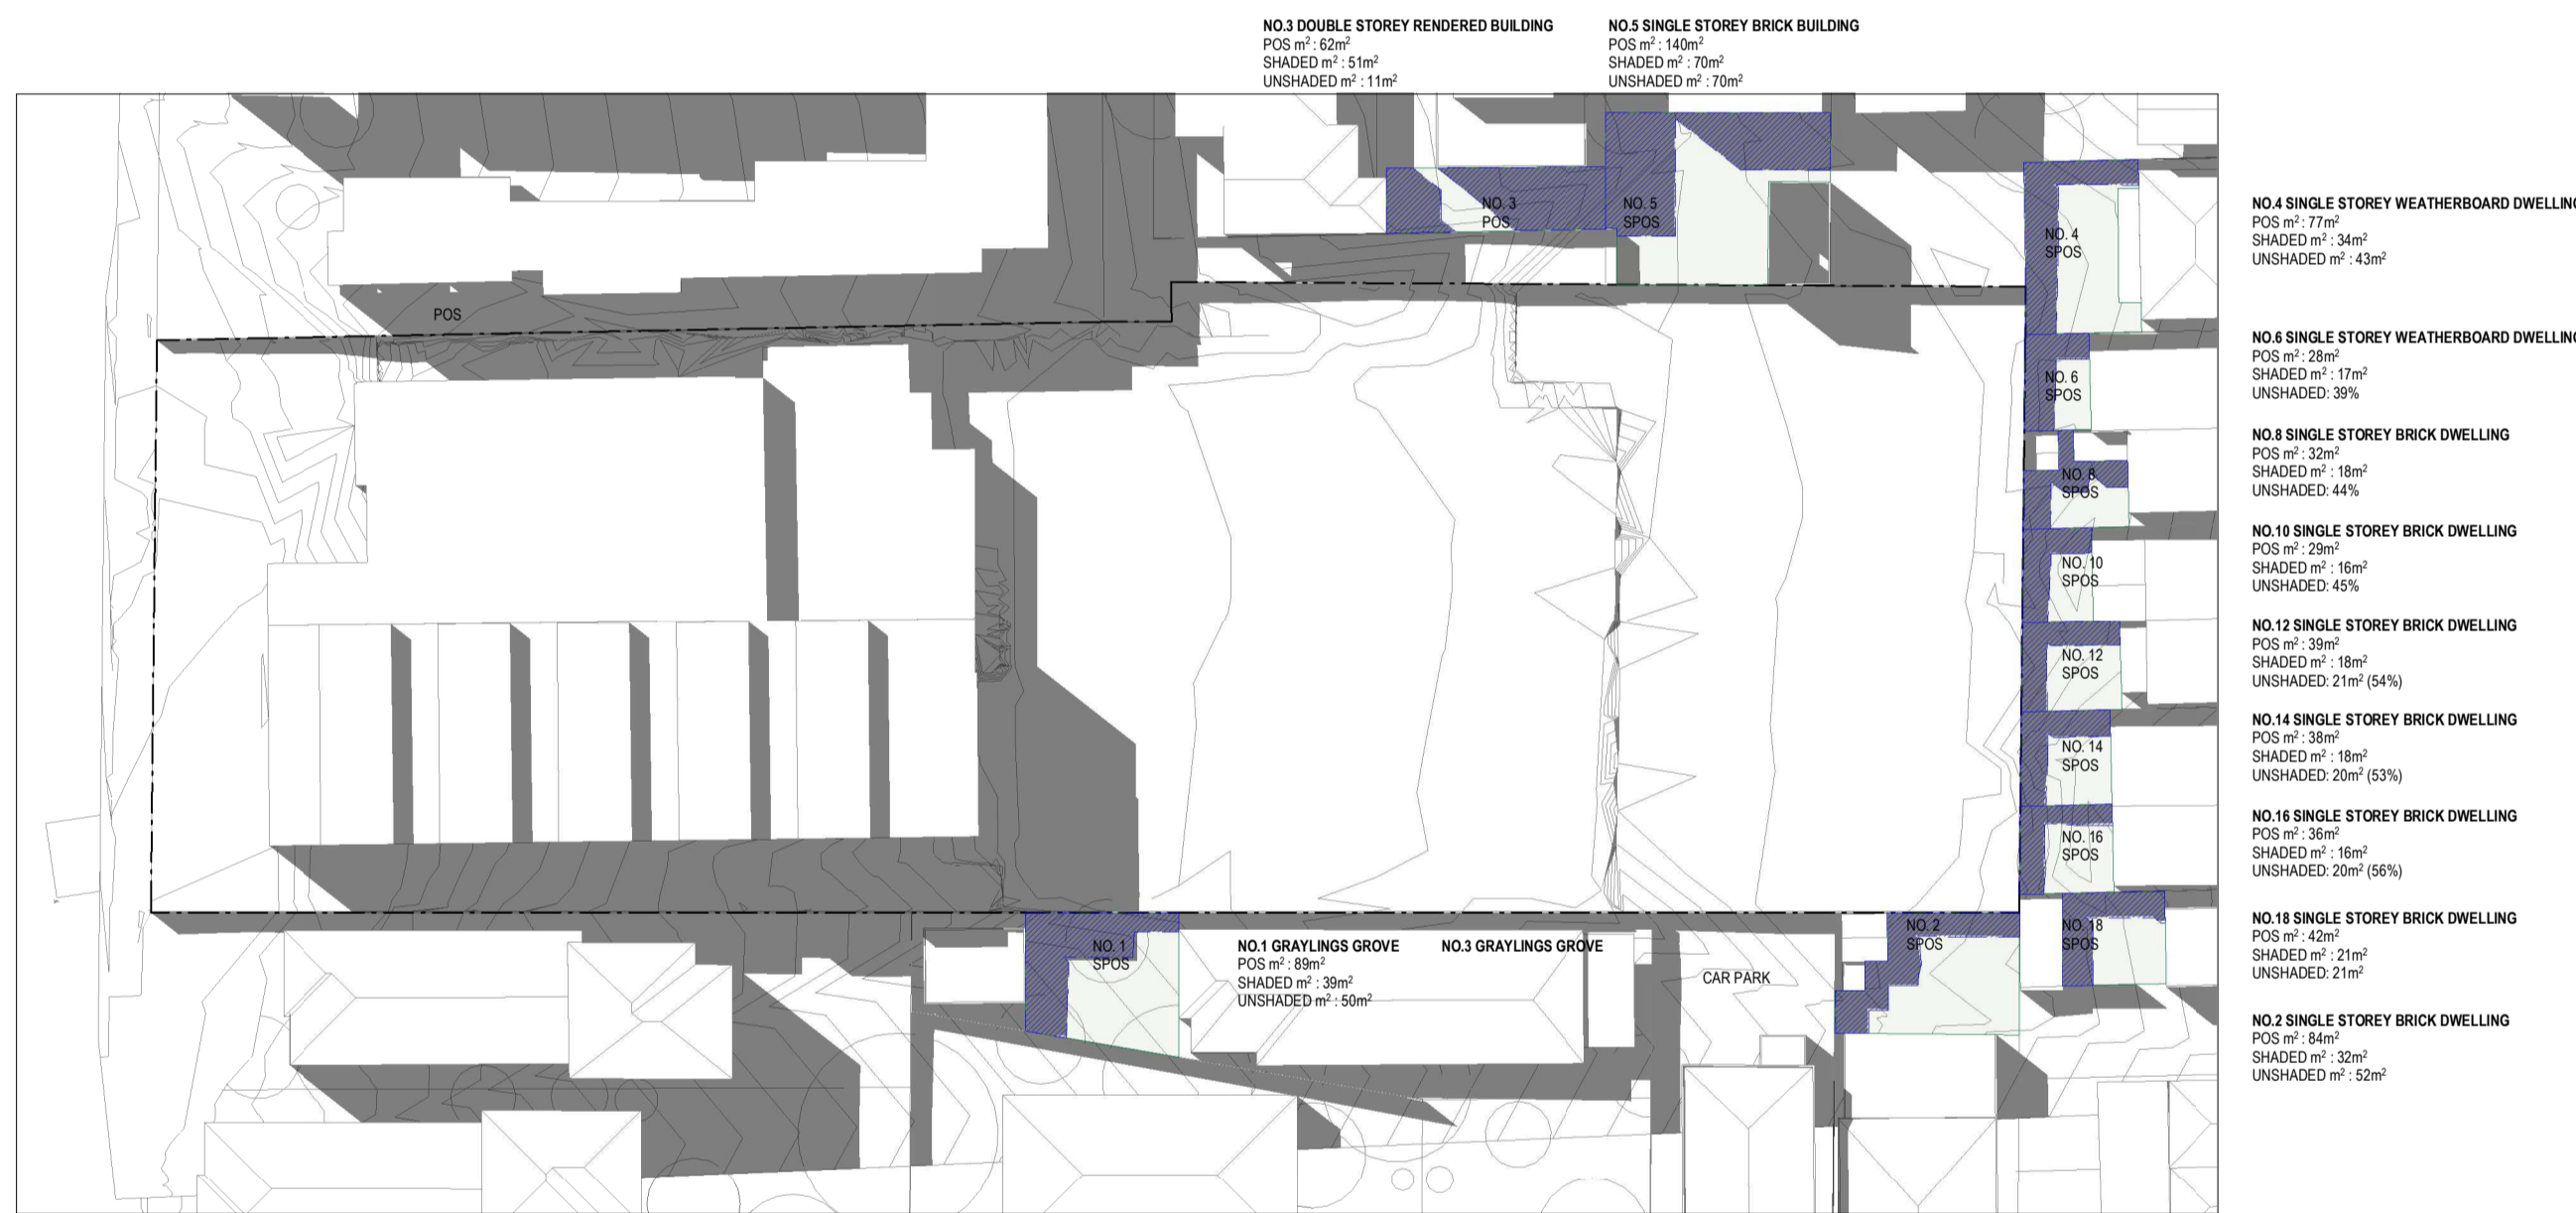 NO.3 DOUBLE STOREY RENDERED BUILDING
POS m² : 62m²
SHADED m² : 51m²
UNSHADED m² : 11m²
NO.5 SINGLE STOREY BRICK BUILDING
POS m² : 140m²
SHADED m² : 70m²
UNSHADED m² : 70m²
NO. 3
POS
NO. 5
SPOS
NO. 4
SPOS
POS
NO. 6
SPOS
NO. 8
SPOS
NO. 10
SPOS
NO. 12
SPOS
NO. 14
SPOS
NO. 16
SPOS
NO. 18
SPOS
NO. 2
SPOS
NO. 1
SPOS
NO.1 GRAYLINGS GROVE
POS m² : 89m²
SHADED m² : 39m²
UNSHADED m² : 50m²
NO.3 GRAYLINGS GROVE
CAR PARK
NO.4 SINGLE STOREY WEATHERBOARD DWELLING
POS m² : 77m²
SHADED m² : 34m²
UNSHADED m² : 43m²
NO.6 SINGLE STOREY WEATHERBOARD DWELLING
POS m² : 28m²
SHADED m² : 17m²
UNSHADED: 39%
NO.8 SINGLE STOREY BRICK DWELLING
POS m² : 32m²
SHADED m² : 18m²
UNSHADED: 44%
NO.10 SINGLE STOREY BRICK DWELLING
POS m² : 29m²
SHADED m² : 16m²
UNSHADED: 45%
NO.12 SINGLE STOREY BRICK DWELLING
POS m² : 39m²
SHADED m² : 18m²
UNSHADED: 21m² (54%)
NO.14 SINGLE STOREY BRICK DWELLING
POS m² : 38m²
SHADED m² : 18m²
UNSHADED: 20m² (53%)
NO.16 SINGLE STOREY BRICK DWELLING
POS m² : 36m²
SHADED m² : 16m²
UNSHADED: 20m² (56%)
NO.18 SINGLE STOREY BRICK DWELLING
POS m² : 42m²
SHADED m² : 21m²
UNSHADED: 21m²
NO.2 SINGLE STOREY BRICK DWELLING
POS m² : 84m²
SHADED m² : 32m²
UNSHADED m² : 52m²